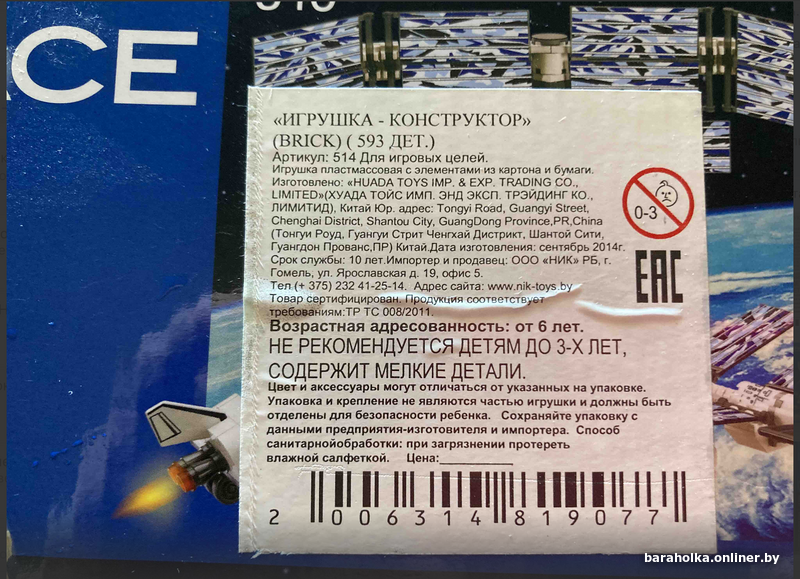 CE
«ИГРУШКА - КОНСТРУКТОР»
(BRICK) ( 593 ДЕТ.)
Артикул: 514 Для игровых целей.
Игрушка пластмассовая с элементами из картона и бумаги.
Изготовлено: «HUADA TOYS IMP. & EXP. TRADING CO.,
LIMITED»(ХУАДА ТОЙС ИМП. ЭНД ЭКСП. ТРЭЙДИНГ КО.,
ЛИМИТИД), Китай Юр. адрес: Tongyi Road, Guangyi Street,
Chenghai District, Shantou City, GuangDong Province,PR,China
(Тонгуи Роуд, Гуангуи Стрит Ченгхай Дистрикт, Шантой Сити,
Гуангдон Прованс,ПР) Китай.Дата изготовления: сентябрь 2014г.
Срок службы: 10 лет.Импортер и продавец: ООО «НИК» РБ, г.
Гомель, ул. Ярославская д. 19, офис 5.
Тел (+ 375) 232 41-25-14. Адрес сайта: www.nik-toys.by
Товар сертифицирован. Продукция соответствует
требованиям:ТР ТС 008/2011.
Возрастная адресованность: от 6 лет.
НЕ РЕКОМЕНДУЕТСЯ ДЕТЯМ ДО 3-Х ЛЕТ,
СОДЕРЖИТ МЕЛКИЕ ДЕТАЛИ.
Цвет и аксессуары могут отличаться от указанных на упаковке.
Упаковка и крепление не являются частью игрушки и должны быть
отделены для безопасности ребенка. Сохраняйте упаковку с
данными предприятия-изготовителя и импортера. Способ
санитарнойобработки: при загрязнении протереть
влажной салфеткой. Цена:__________
0-3
EAC
2 006314 819077
baraholka.onliner.by